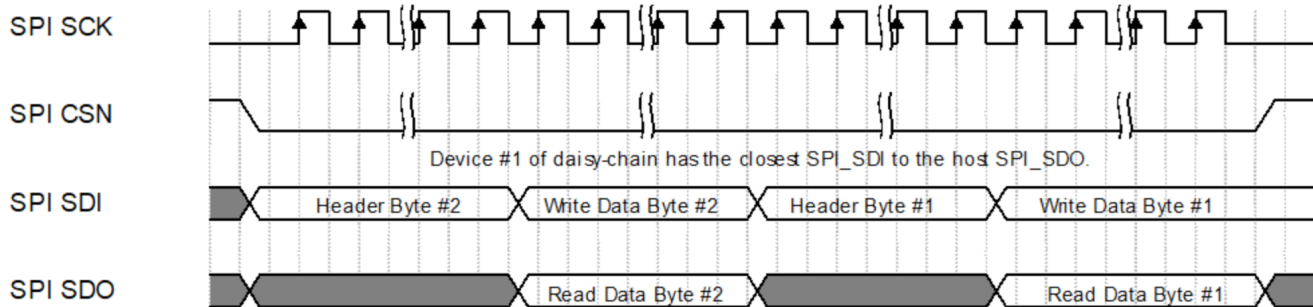 SPI SCK
SPI CSN
Device #1 of daisy-chain has the closest SPI_SDI to the host SPI_SDO.
SPI SDI Header Byte #2 Write Data Byte #2 Header Byte #1 Write Data Byte #1
SPI SDO Read Data Byte #2 Read Data Byte #1